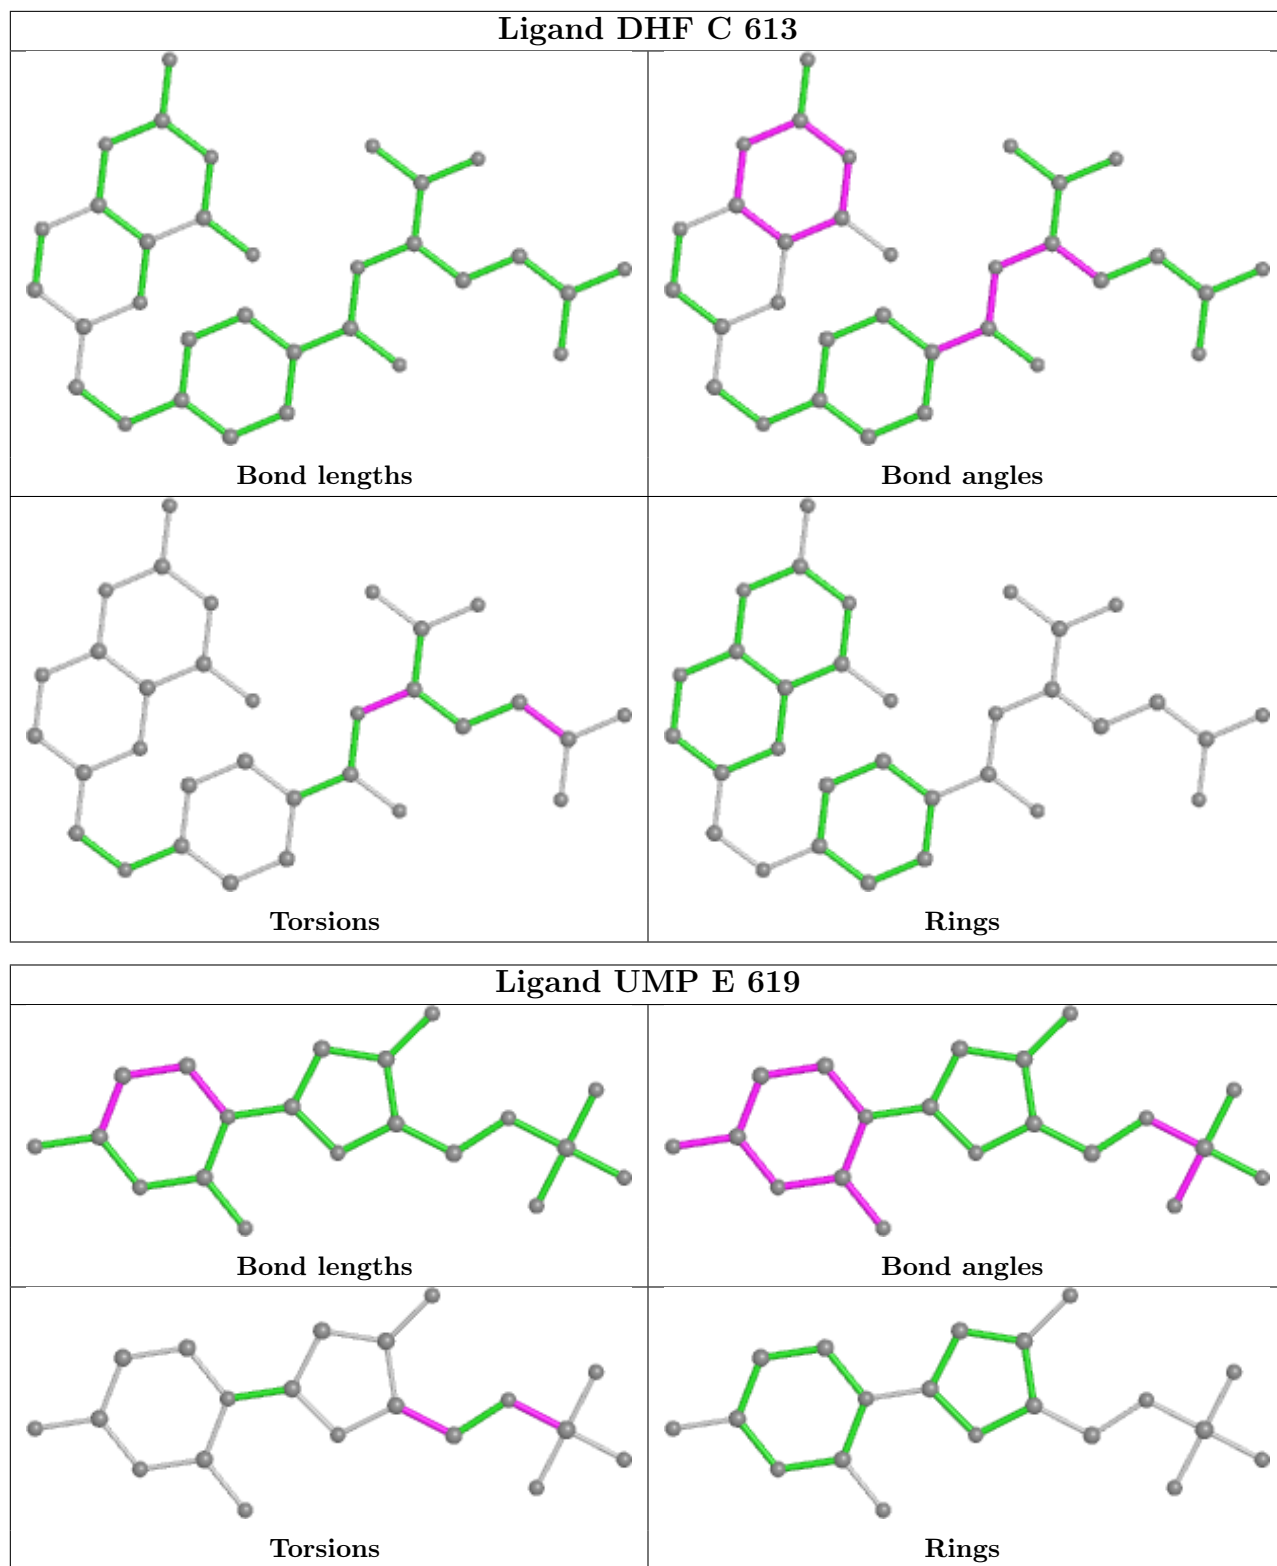 Ligand DHF C 613
Bond lengths
Bond angles
Torsions
Rings
Ligand UMP E 619
Bond lengths
Bond angles
Torsions
Rings